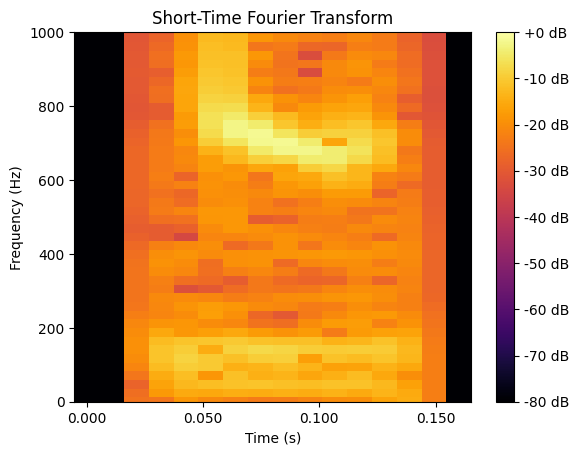 Short-Time Fourier Transform
Frequency (Hz)
1000
800
600
400
200
0
0.000
0.050
0.100
0.150
Time (s)
+0 dB
-10 dB
-20 dB
-30 dB
-40 dB
-50 dB
-60 dB
-70 dB
-80 dB